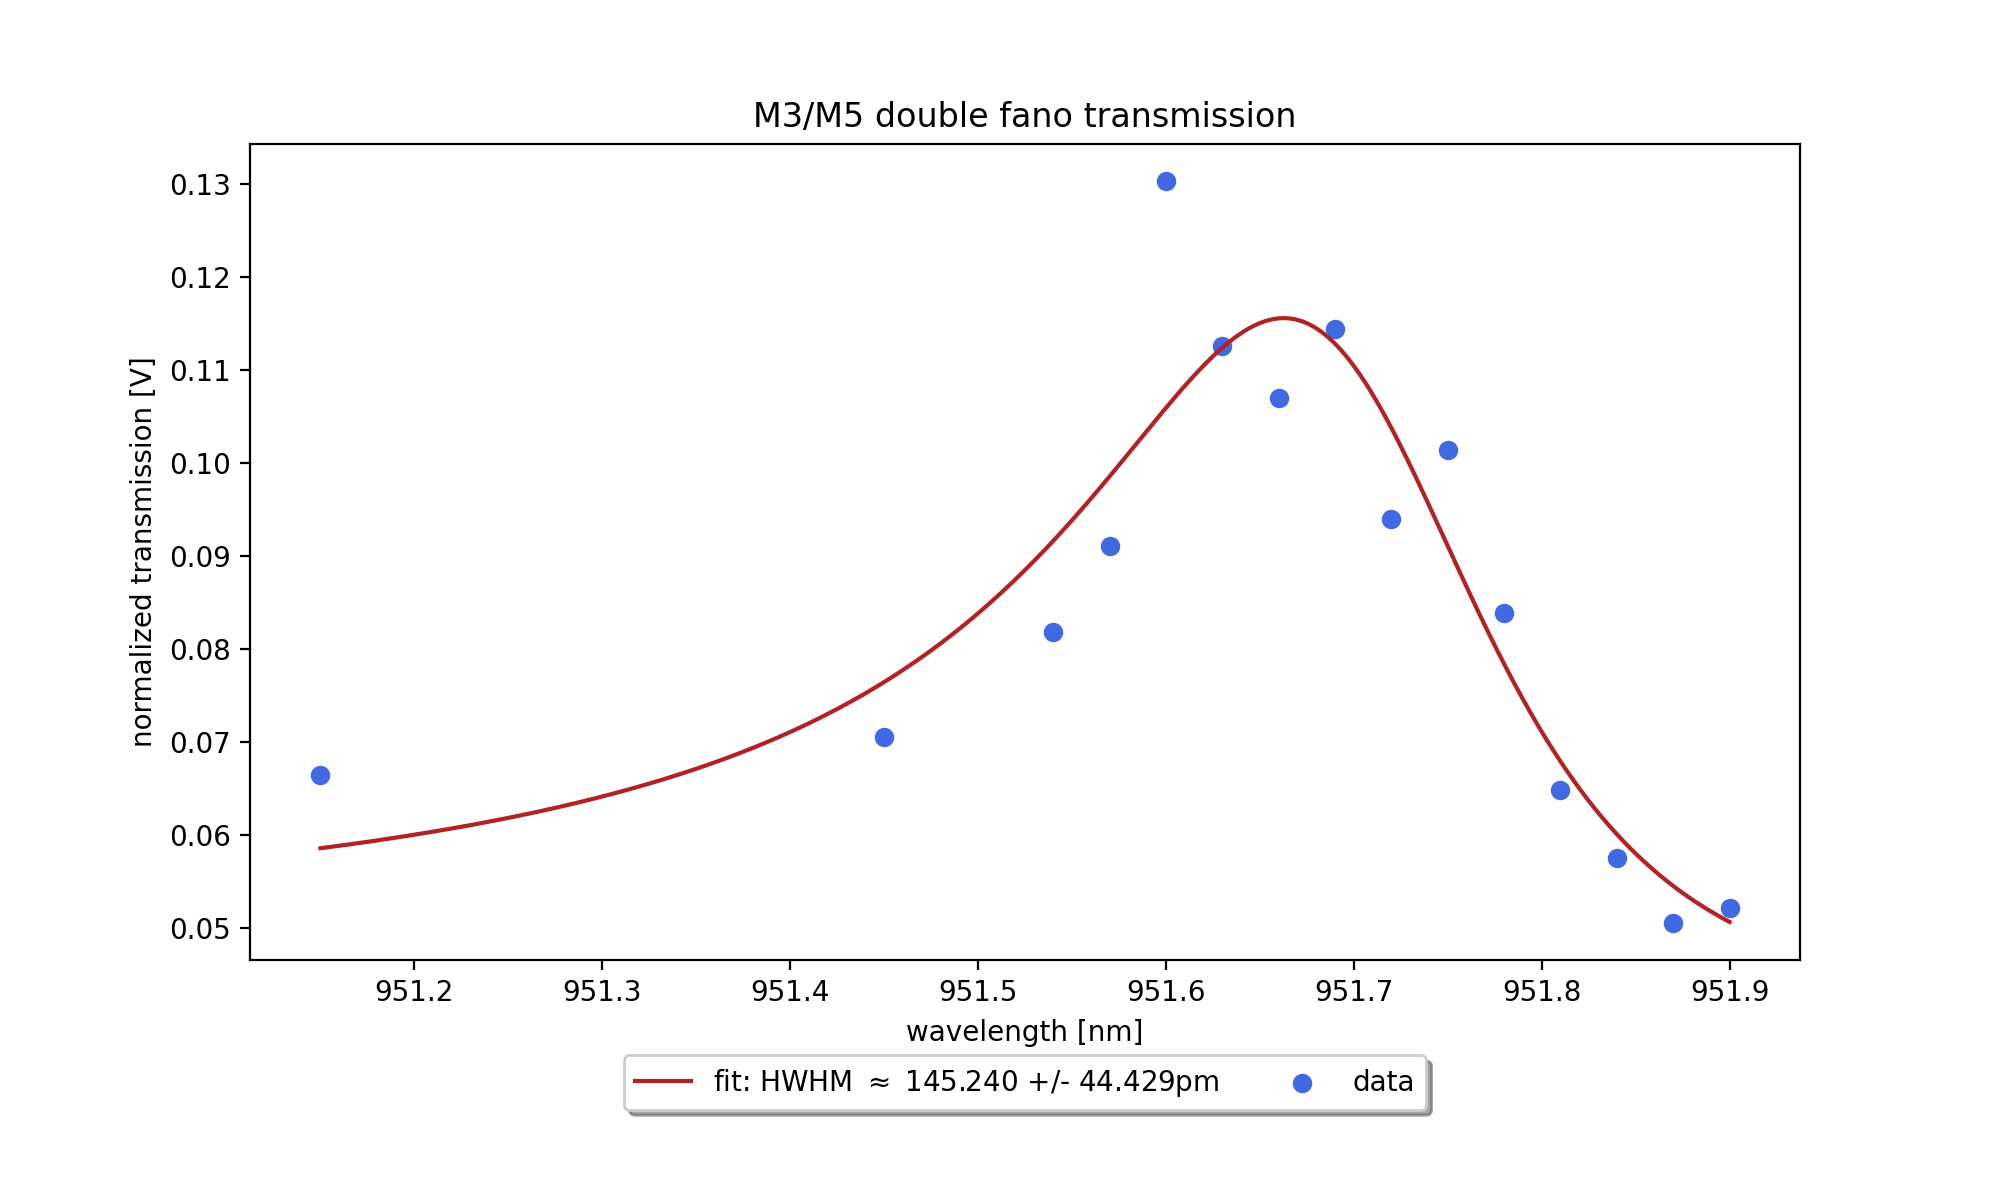 M3/M5 double fano transmission
0.13
0.12
0.11
0.10
0.09
0.08
0.07
0.06
0.05
normalized transmission [V]
951.2 951.3 951.4 951.5 951.6 951.7 951.8 951.9
wavelength [nm]
fit: HWHM ≈ 145.240 +/- 44.429pm data